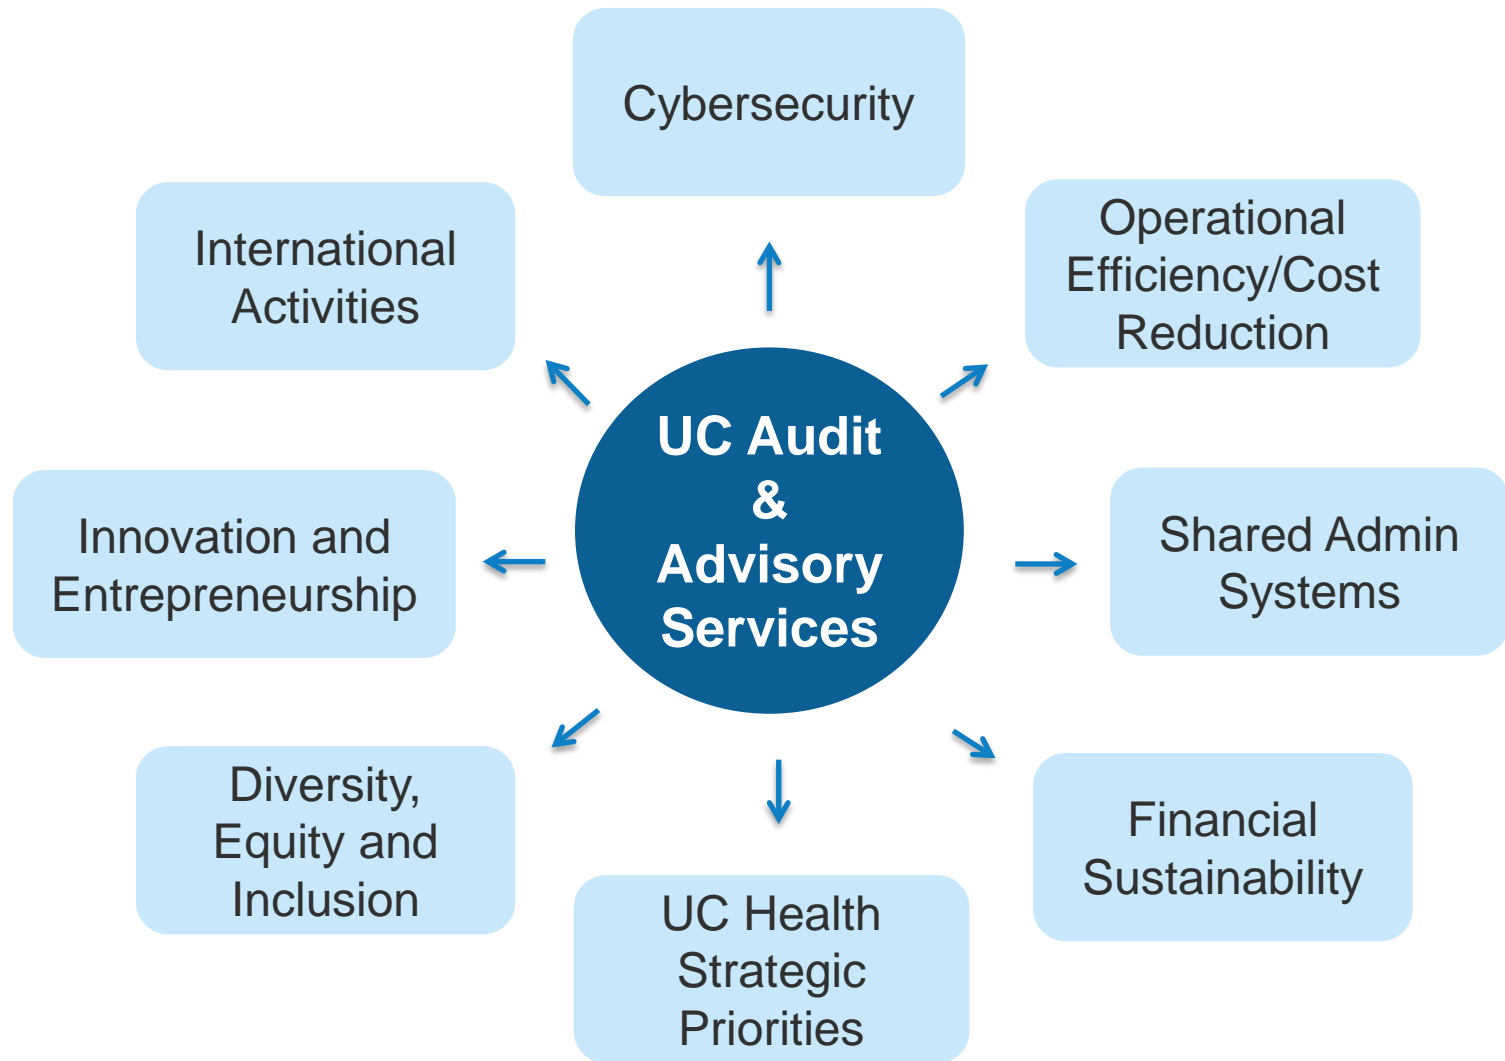 Cybersecurity
International
Activities
Operational
Efficiency/Cost
Reduction
UC Audit
&
Advisory
Services
Innovation and
Entrepreneurship
Shared Admin
Systems
Diversity,
Equity and
Inclusion
Financial
Sustainability
UC Health
Strategic
Priorities